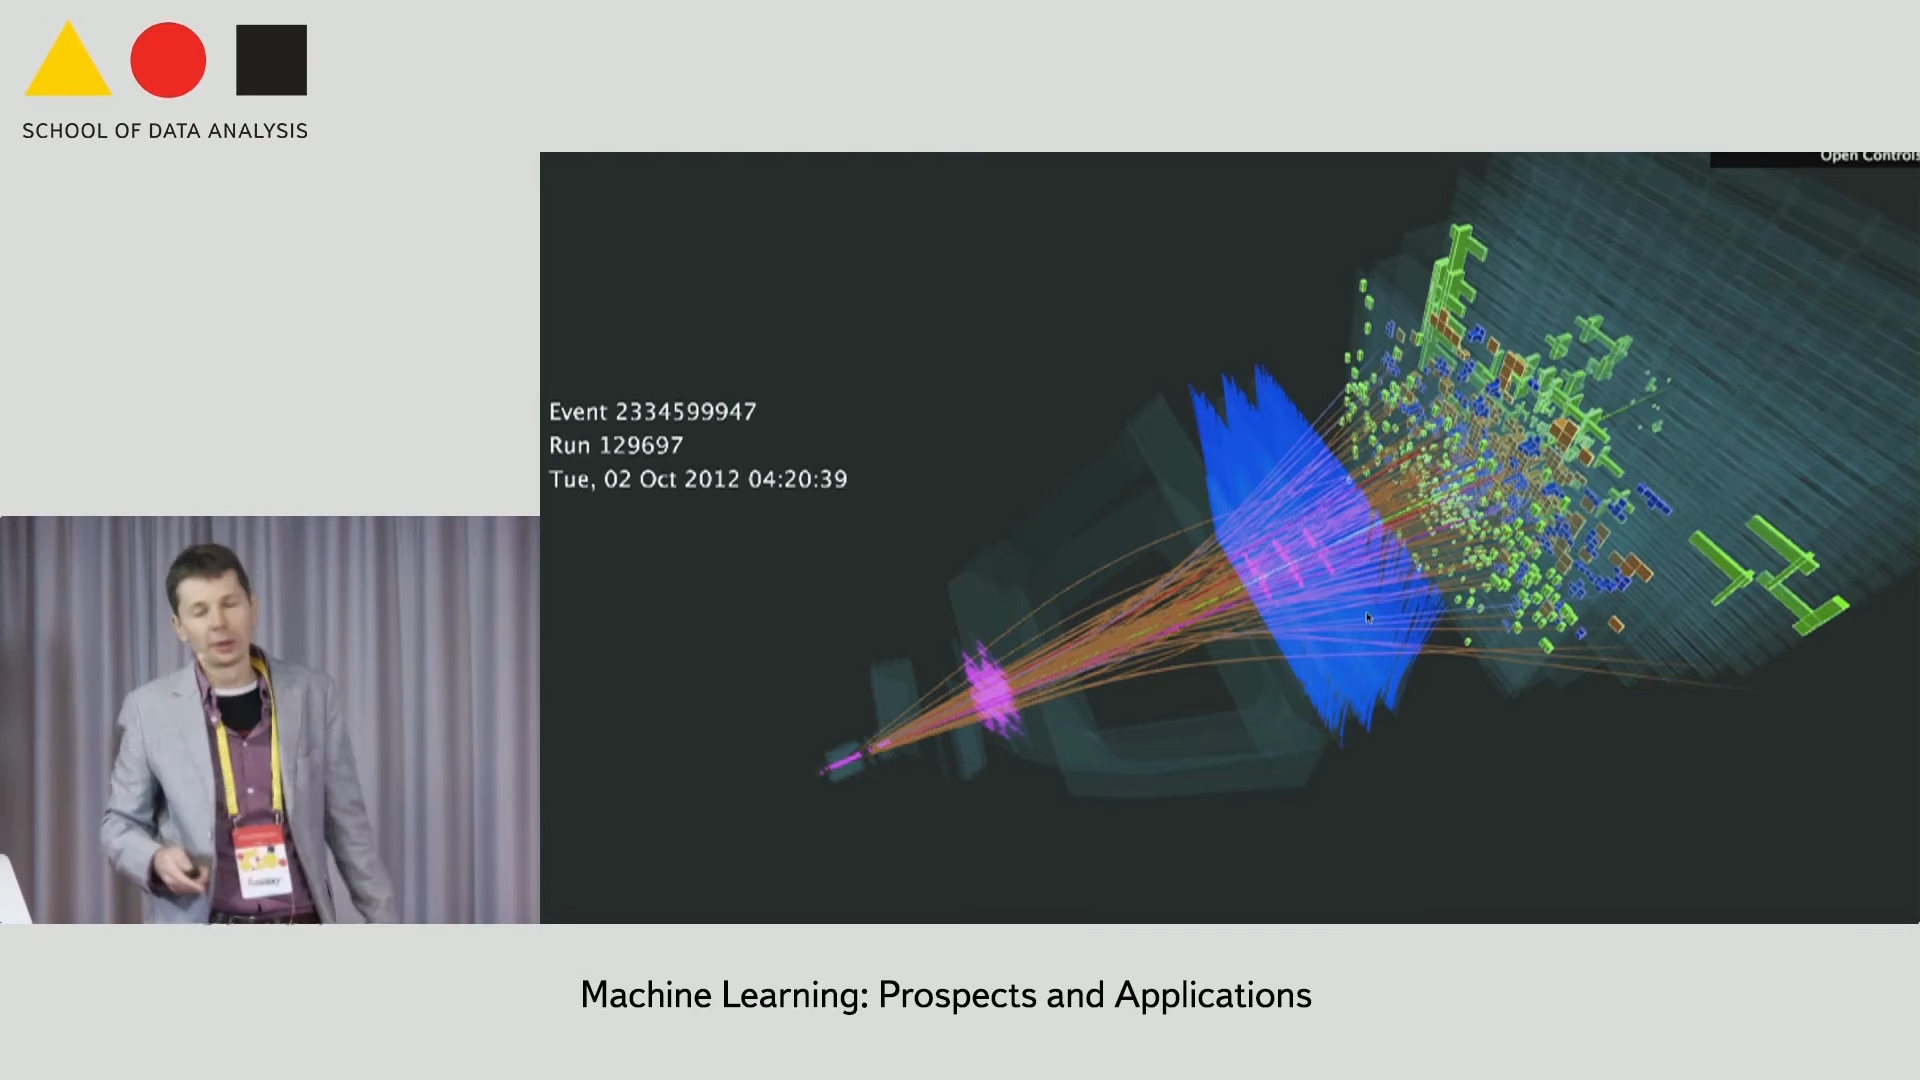 SCHOOL OF DATA ANALYSIS
Open Controls
Event 2334599947
Run 129697
Tue, 02 Oct 2012 04:20:39
Machine Learning: Prospects and Applications